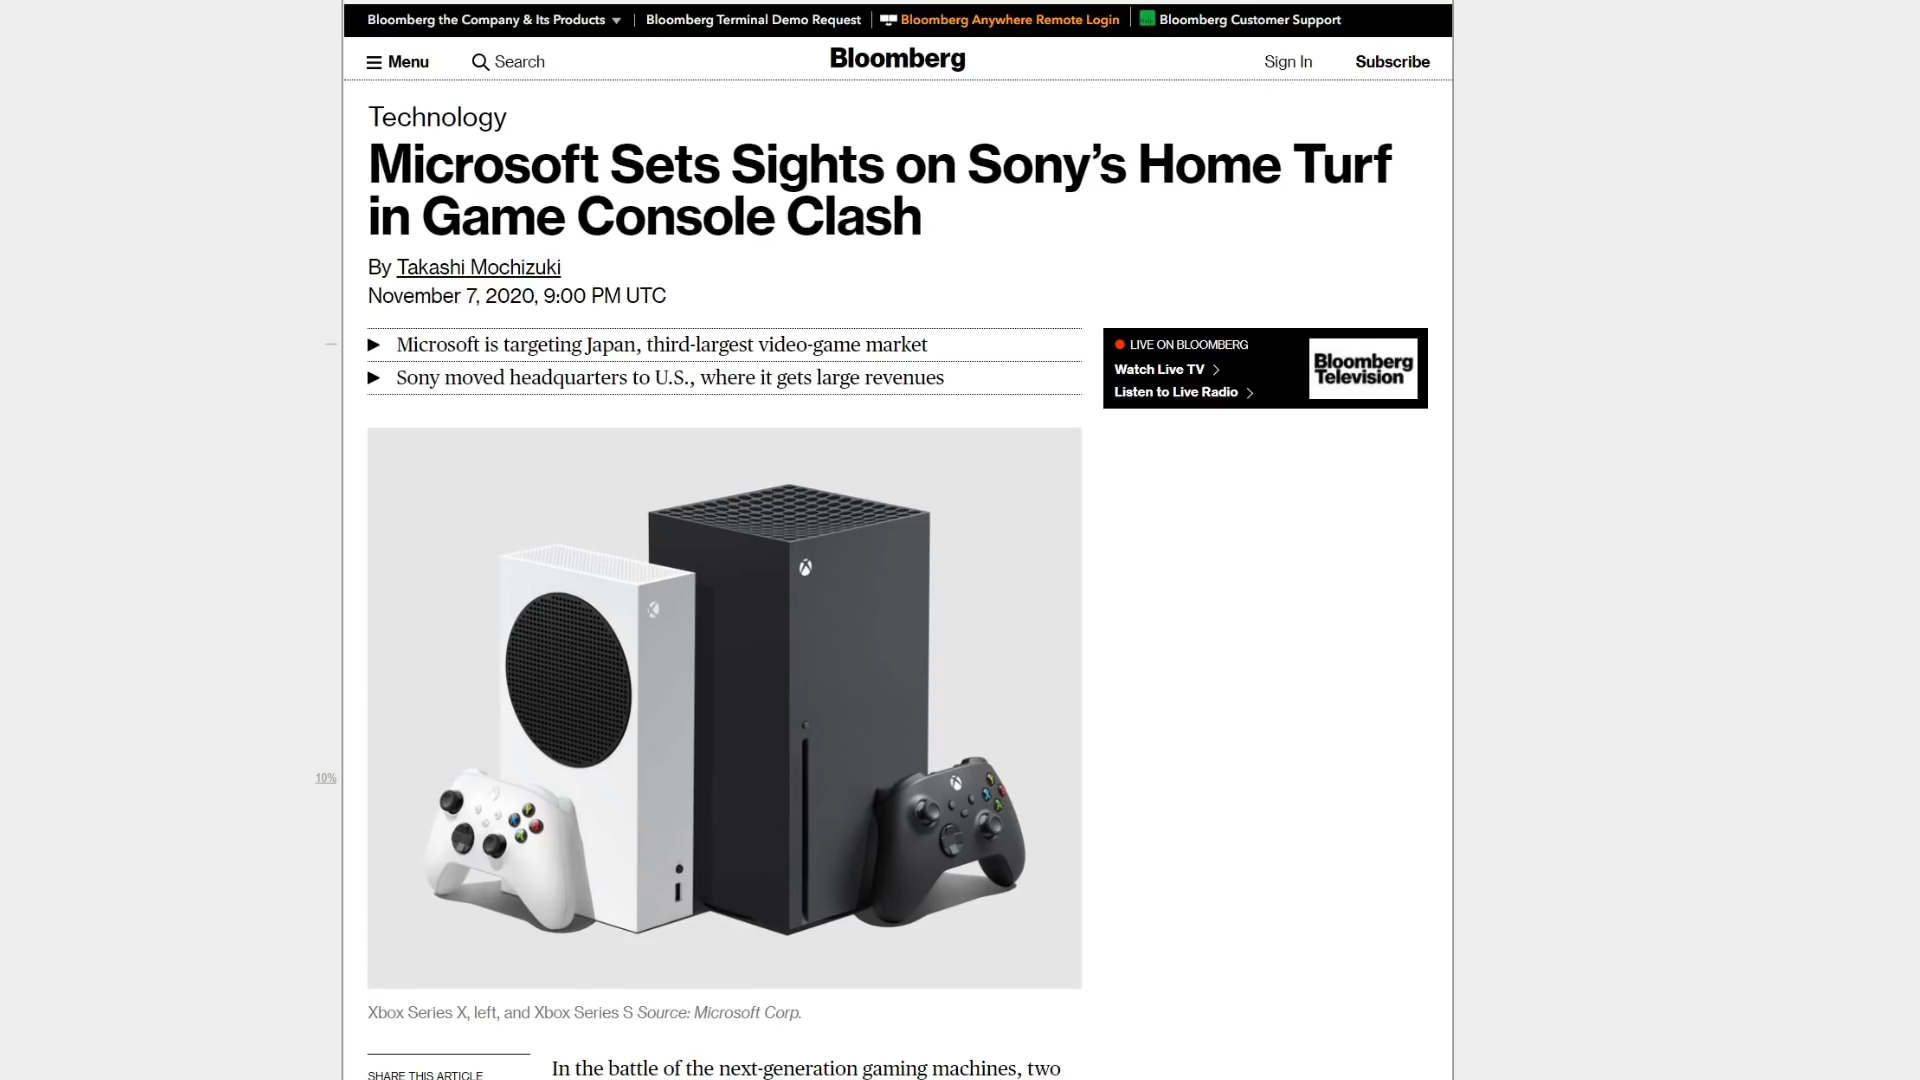 Bloomberg the Company & Its Products
Bloomberg Terminal Demo Request
Bloomberg Anywhere Remote Login
Bloomberg Customer Support
Menu
Search
Bloomberg
Sign In
Subscribe
Technology
Microsoft Sets Sights on Sony’s Home Turf
in Game Console Clash
By Takashi Mochizuki
November 7, 2020, 9:00 PM UTC
Microsoft is targeting Japan, third-largest video-game market
Sony moved headquarters to U.S., where it gets large revenues
LIVE ON BLOOMBERG
Watch Live TV
Listen to Live Radio
Bloomberg
Television
10%
Xbox Series X, left, and Xbox Series S Source: Microsoft Corp.
SHARE THIS ARTICLE
In the battle of the next-generation gaming machines, two